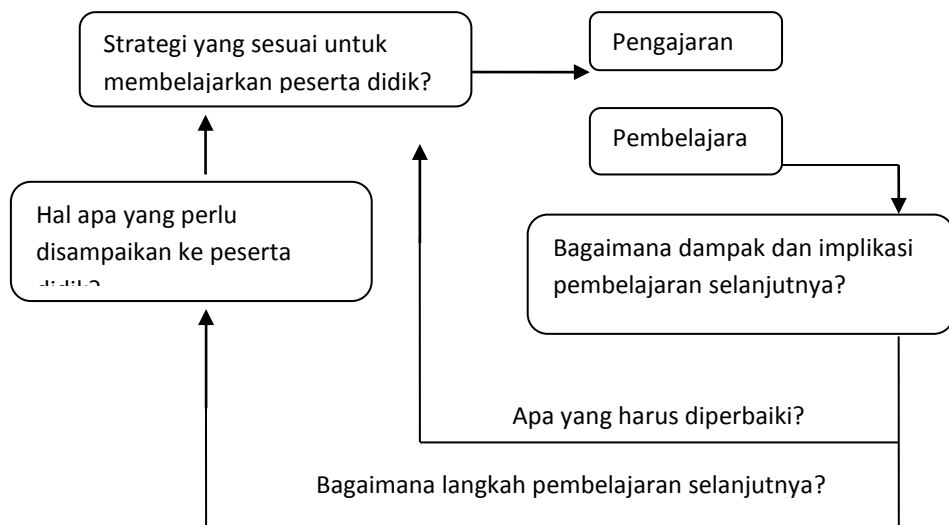 Strategi yang sesuai untuk
membelajarkan peserta didik?
Pengajaran
Pembelajara
Hal apa yang perlu
disampaikan ke peserta
didik?
Bagaimana dampak dan implikasi
pembelajaran selanjutnya?
Apa yang harus diperbaiki?
Bagaimana langkah pembelajaran selanjutnya?